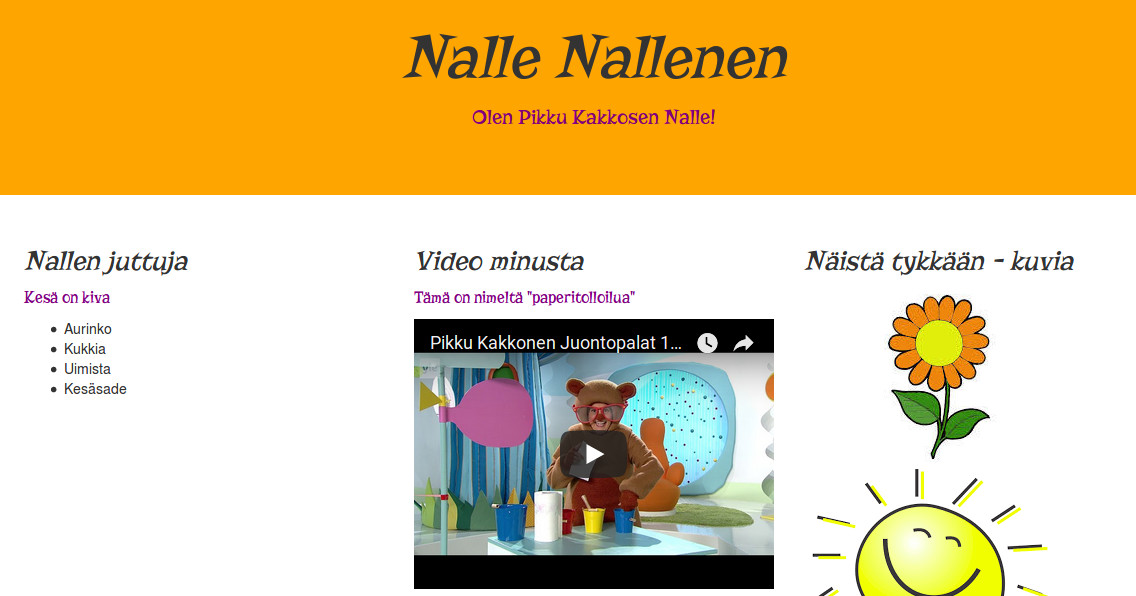 Nalle Nallenen
Olen Pikku Kakkosen Nalle!
Nallen juttuja
Kesä on kiva
Aurinko
Kukkia
Uimista
Kesäsade
Video minusta
Tämä on nimeltä "paperitolloilua"
Pikku Kakkonen Juontopalat 1...
Näistä tykkään - kuvia